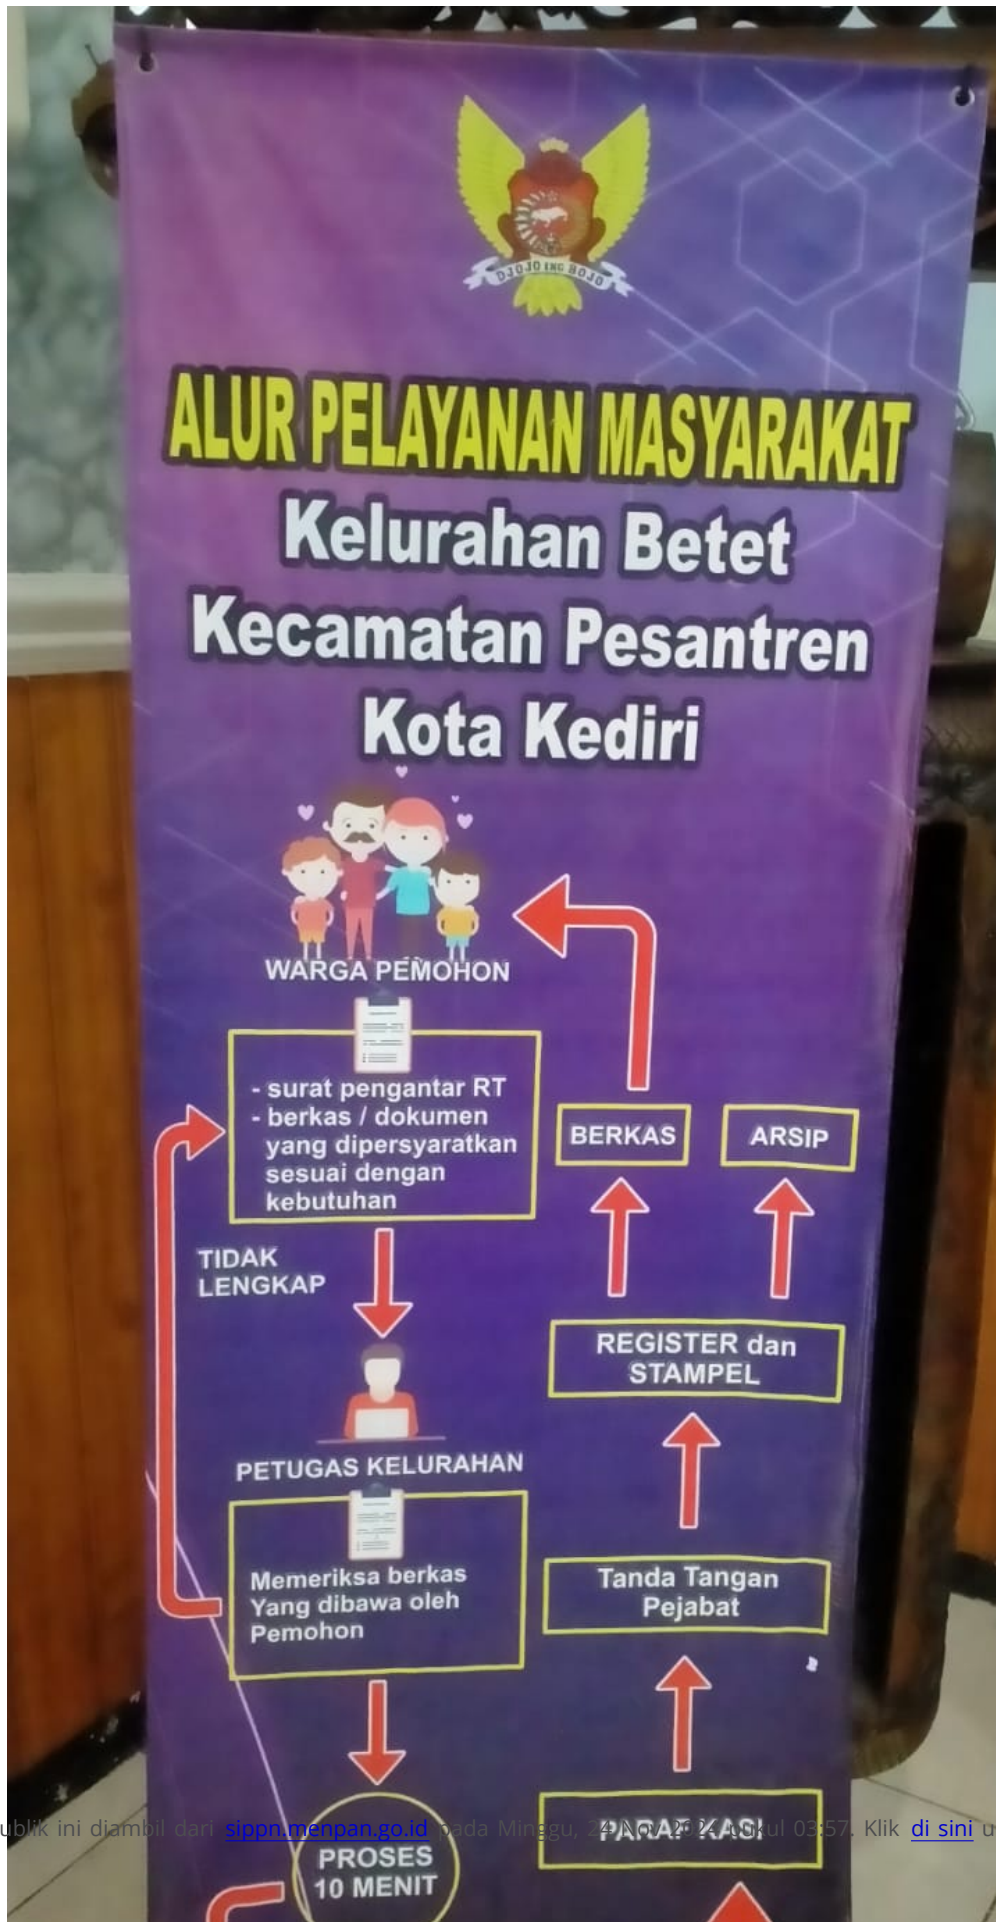 DJOJO ING BOJO
ALUR PELAYANAN MASYARAKAT
Kelurahan Betet
Kecamatan Pesantren
Kota Kediri
WARGA PEMOHON
- surat pengantar RT
- berkas / dokumen
yang dipersyaratkan
sesuai dengan
kebutuhan
TIDAK
LENGKAP
PETUGAS KELURAHAN
Memeriksa berkas
Yang dibawa oleh
Pemohon
PROSES
10 MENIT
BERKAS
ARSIP
REGISTER dan
STAMPEL
Tanda Tangan
Pejabat
PARAF KASI
ublik ini diambil dari sippn.menpan.go.id pada Minggu, 24 Nov 2024 pukul 03:57. Klik di sini u